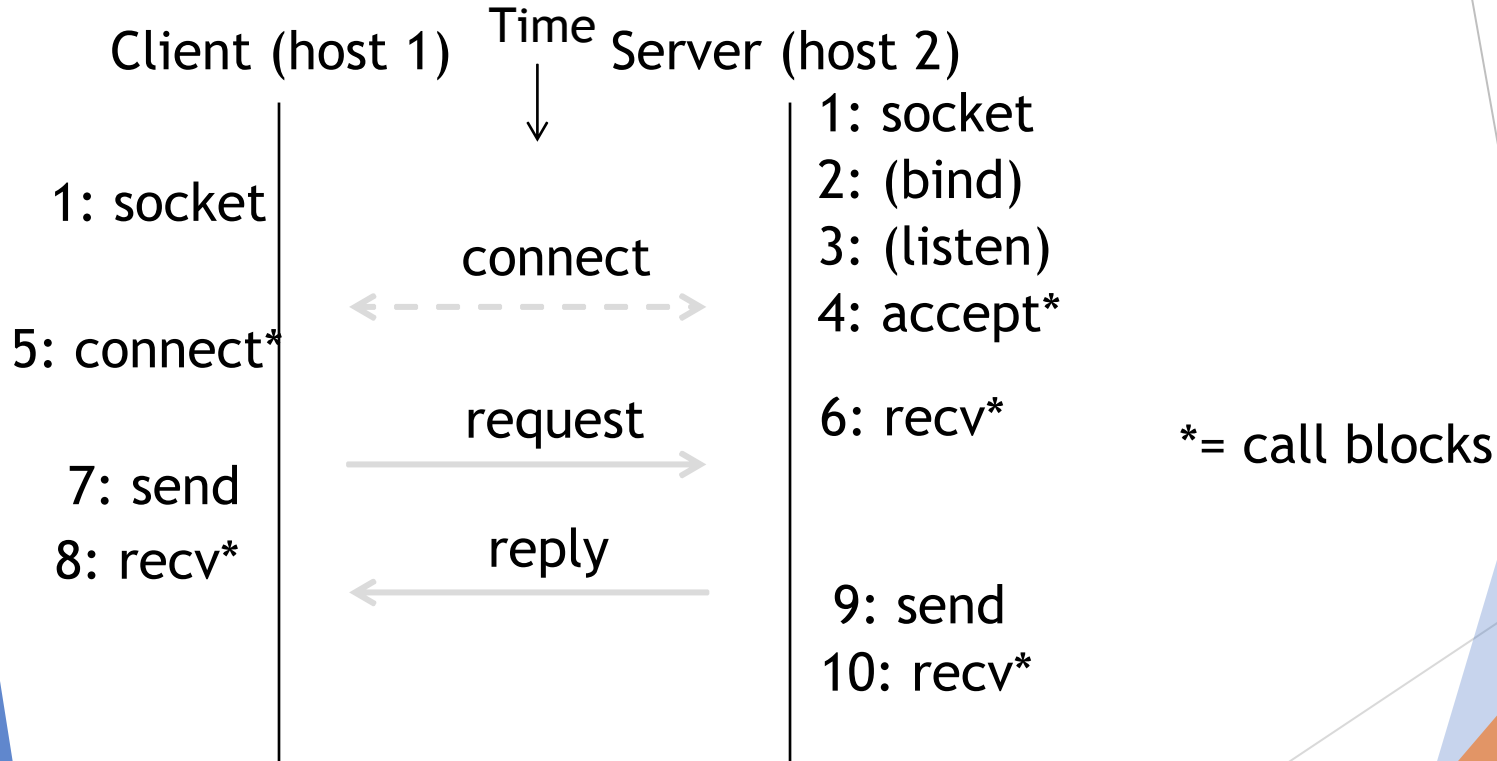 Client (host 1)
Time
Server (host 2)
1: socket
2: (bind)
1: socket
3: (listen)
connect
4: accept*
5: connect*
request
6: recv*
*= call blocks
7: send
8: recv*
reply
9: send
10: recv*